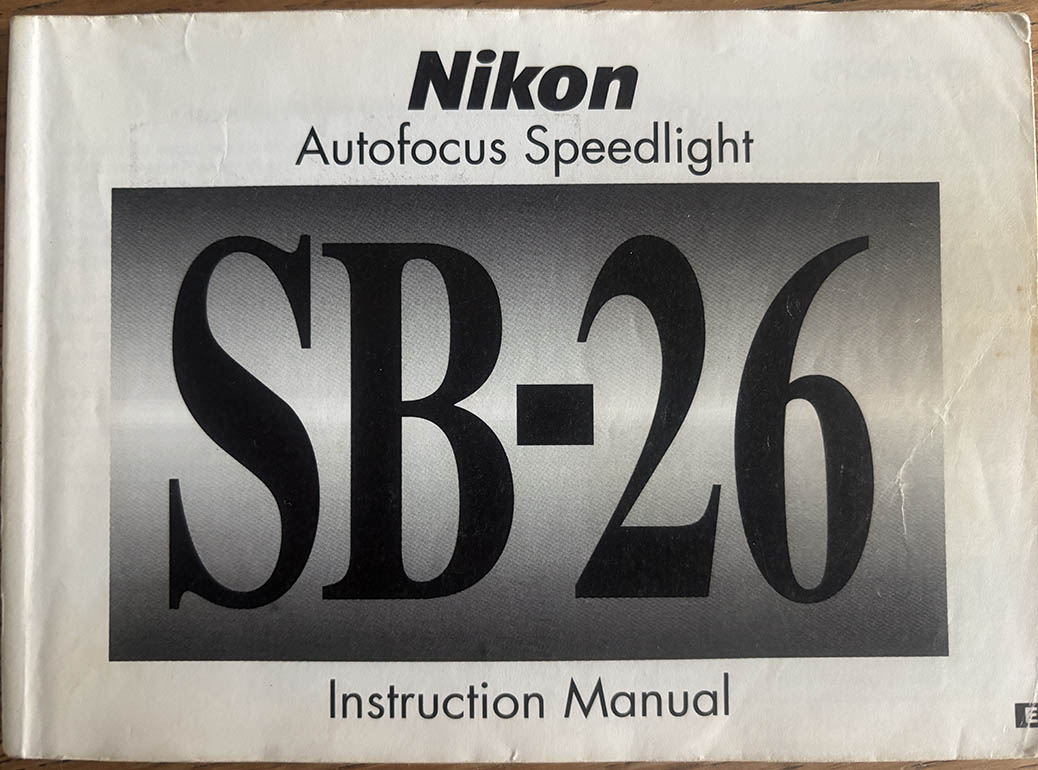 Nikon
Autofocus Speedlight
SB-26
Instruction Manual
E